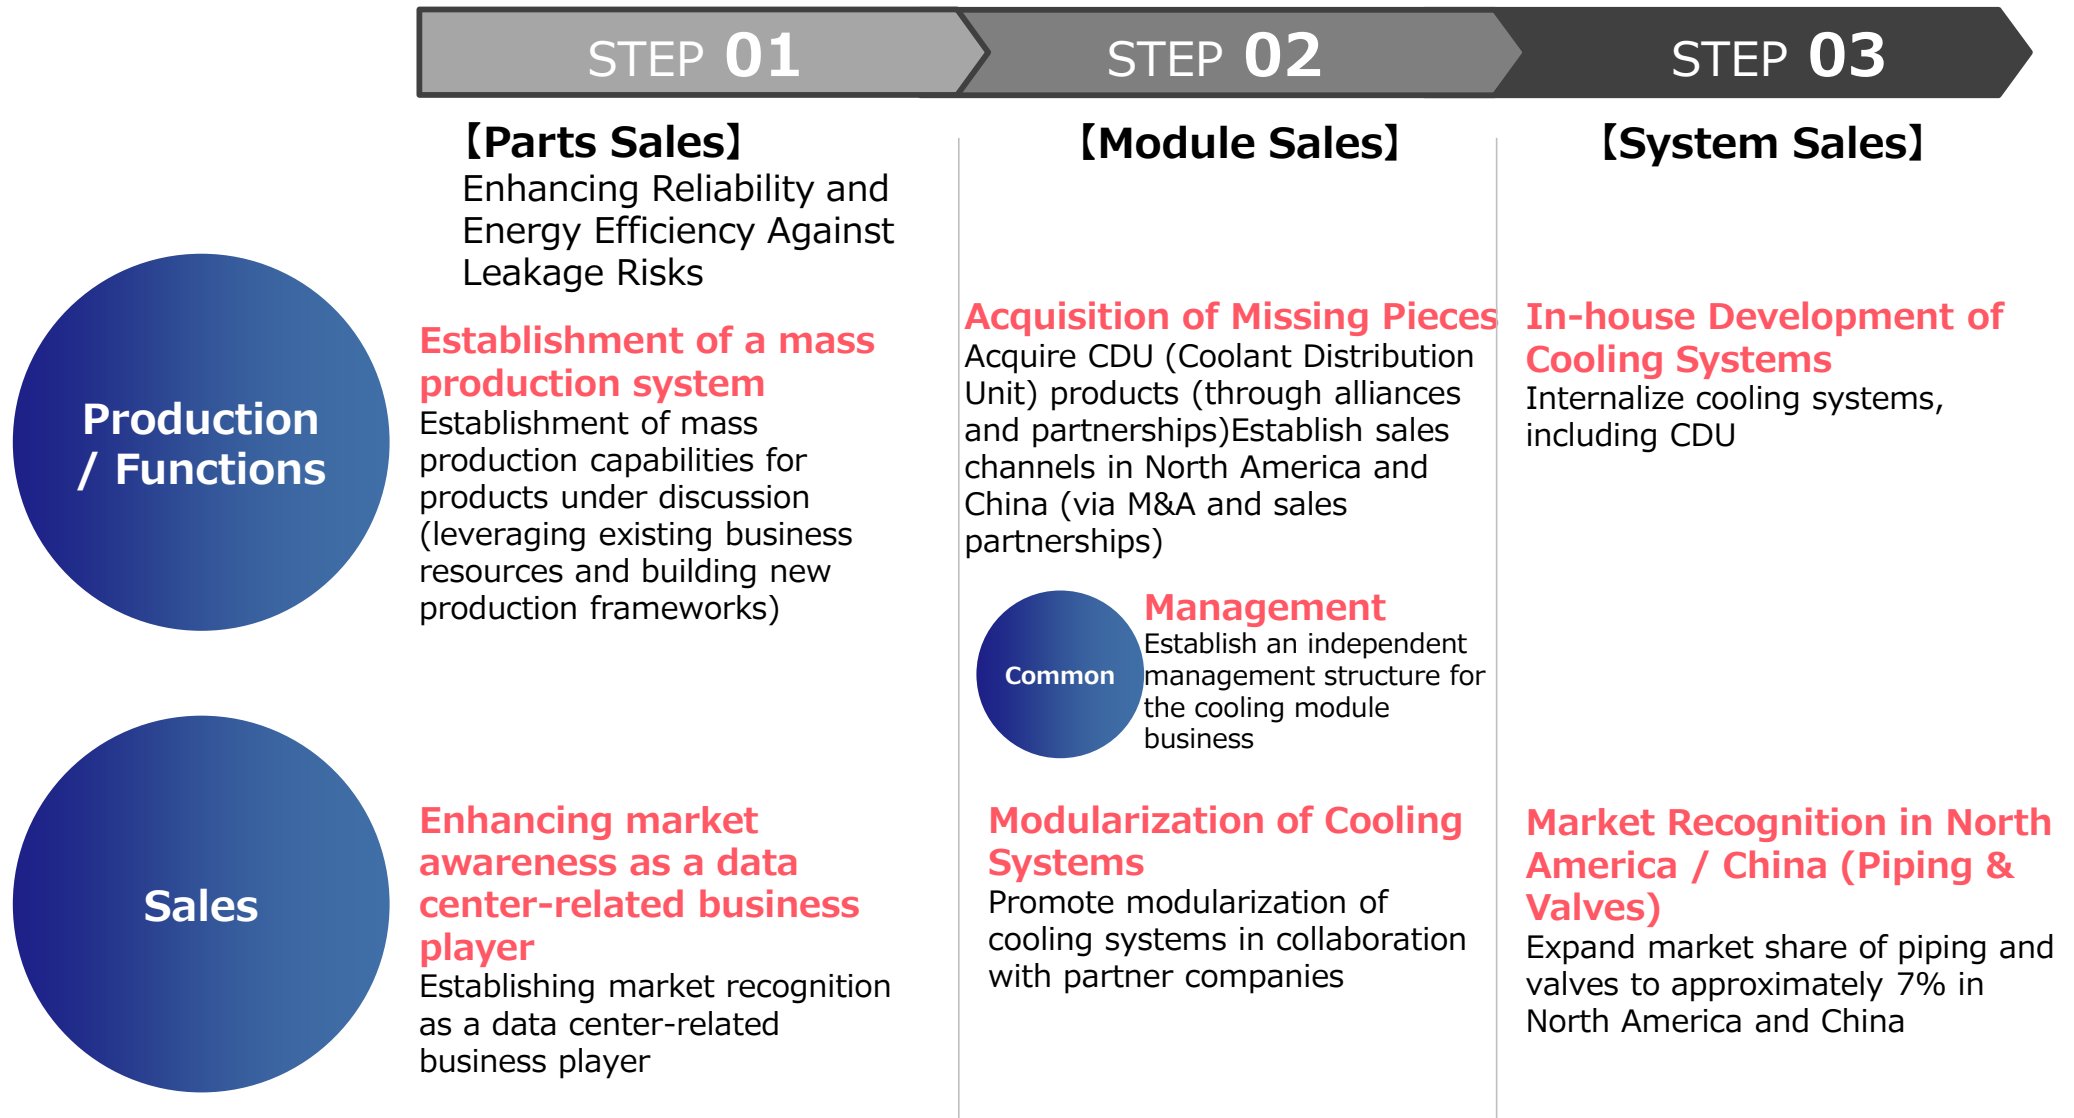 STEP 01
STEP 02
STEP 03
【Parts Sales】
Enhancing Reliability and
Energy Efficiency Against
Leakage Risks
【Module Sales】
【System Sales】
Production
/ Functions
Establishment of a mass
production system
Establishment of mass
production capabilities for
products under discussion
(leveraging existing business
resources and building new
production frameworks)
Acquisition of Missing Pieces
Acquire CDU (Coolant Distribution
Unit) products (through alliances
and partnerships)Establish sales
channels in North America and
China (via M&A and sales
partnerships)
In-house Development of
Cooling Systems
Internalize cooling systems,
including CDU
Common
Management
Establish an independent
management structure for
the cooling module
business
Sales
Enhancing market
awareness as a data
center-related business
player
Establishing market recognition
as a data center-related
business player
Modularization of Cooling
Systems
Promote modularization of
cooling systems in collaboration
with partner companies
Market Recognition in North
America / China (Piping &
Valves)
Expand market share of piping and
valves to approximately 7% in
North America and China